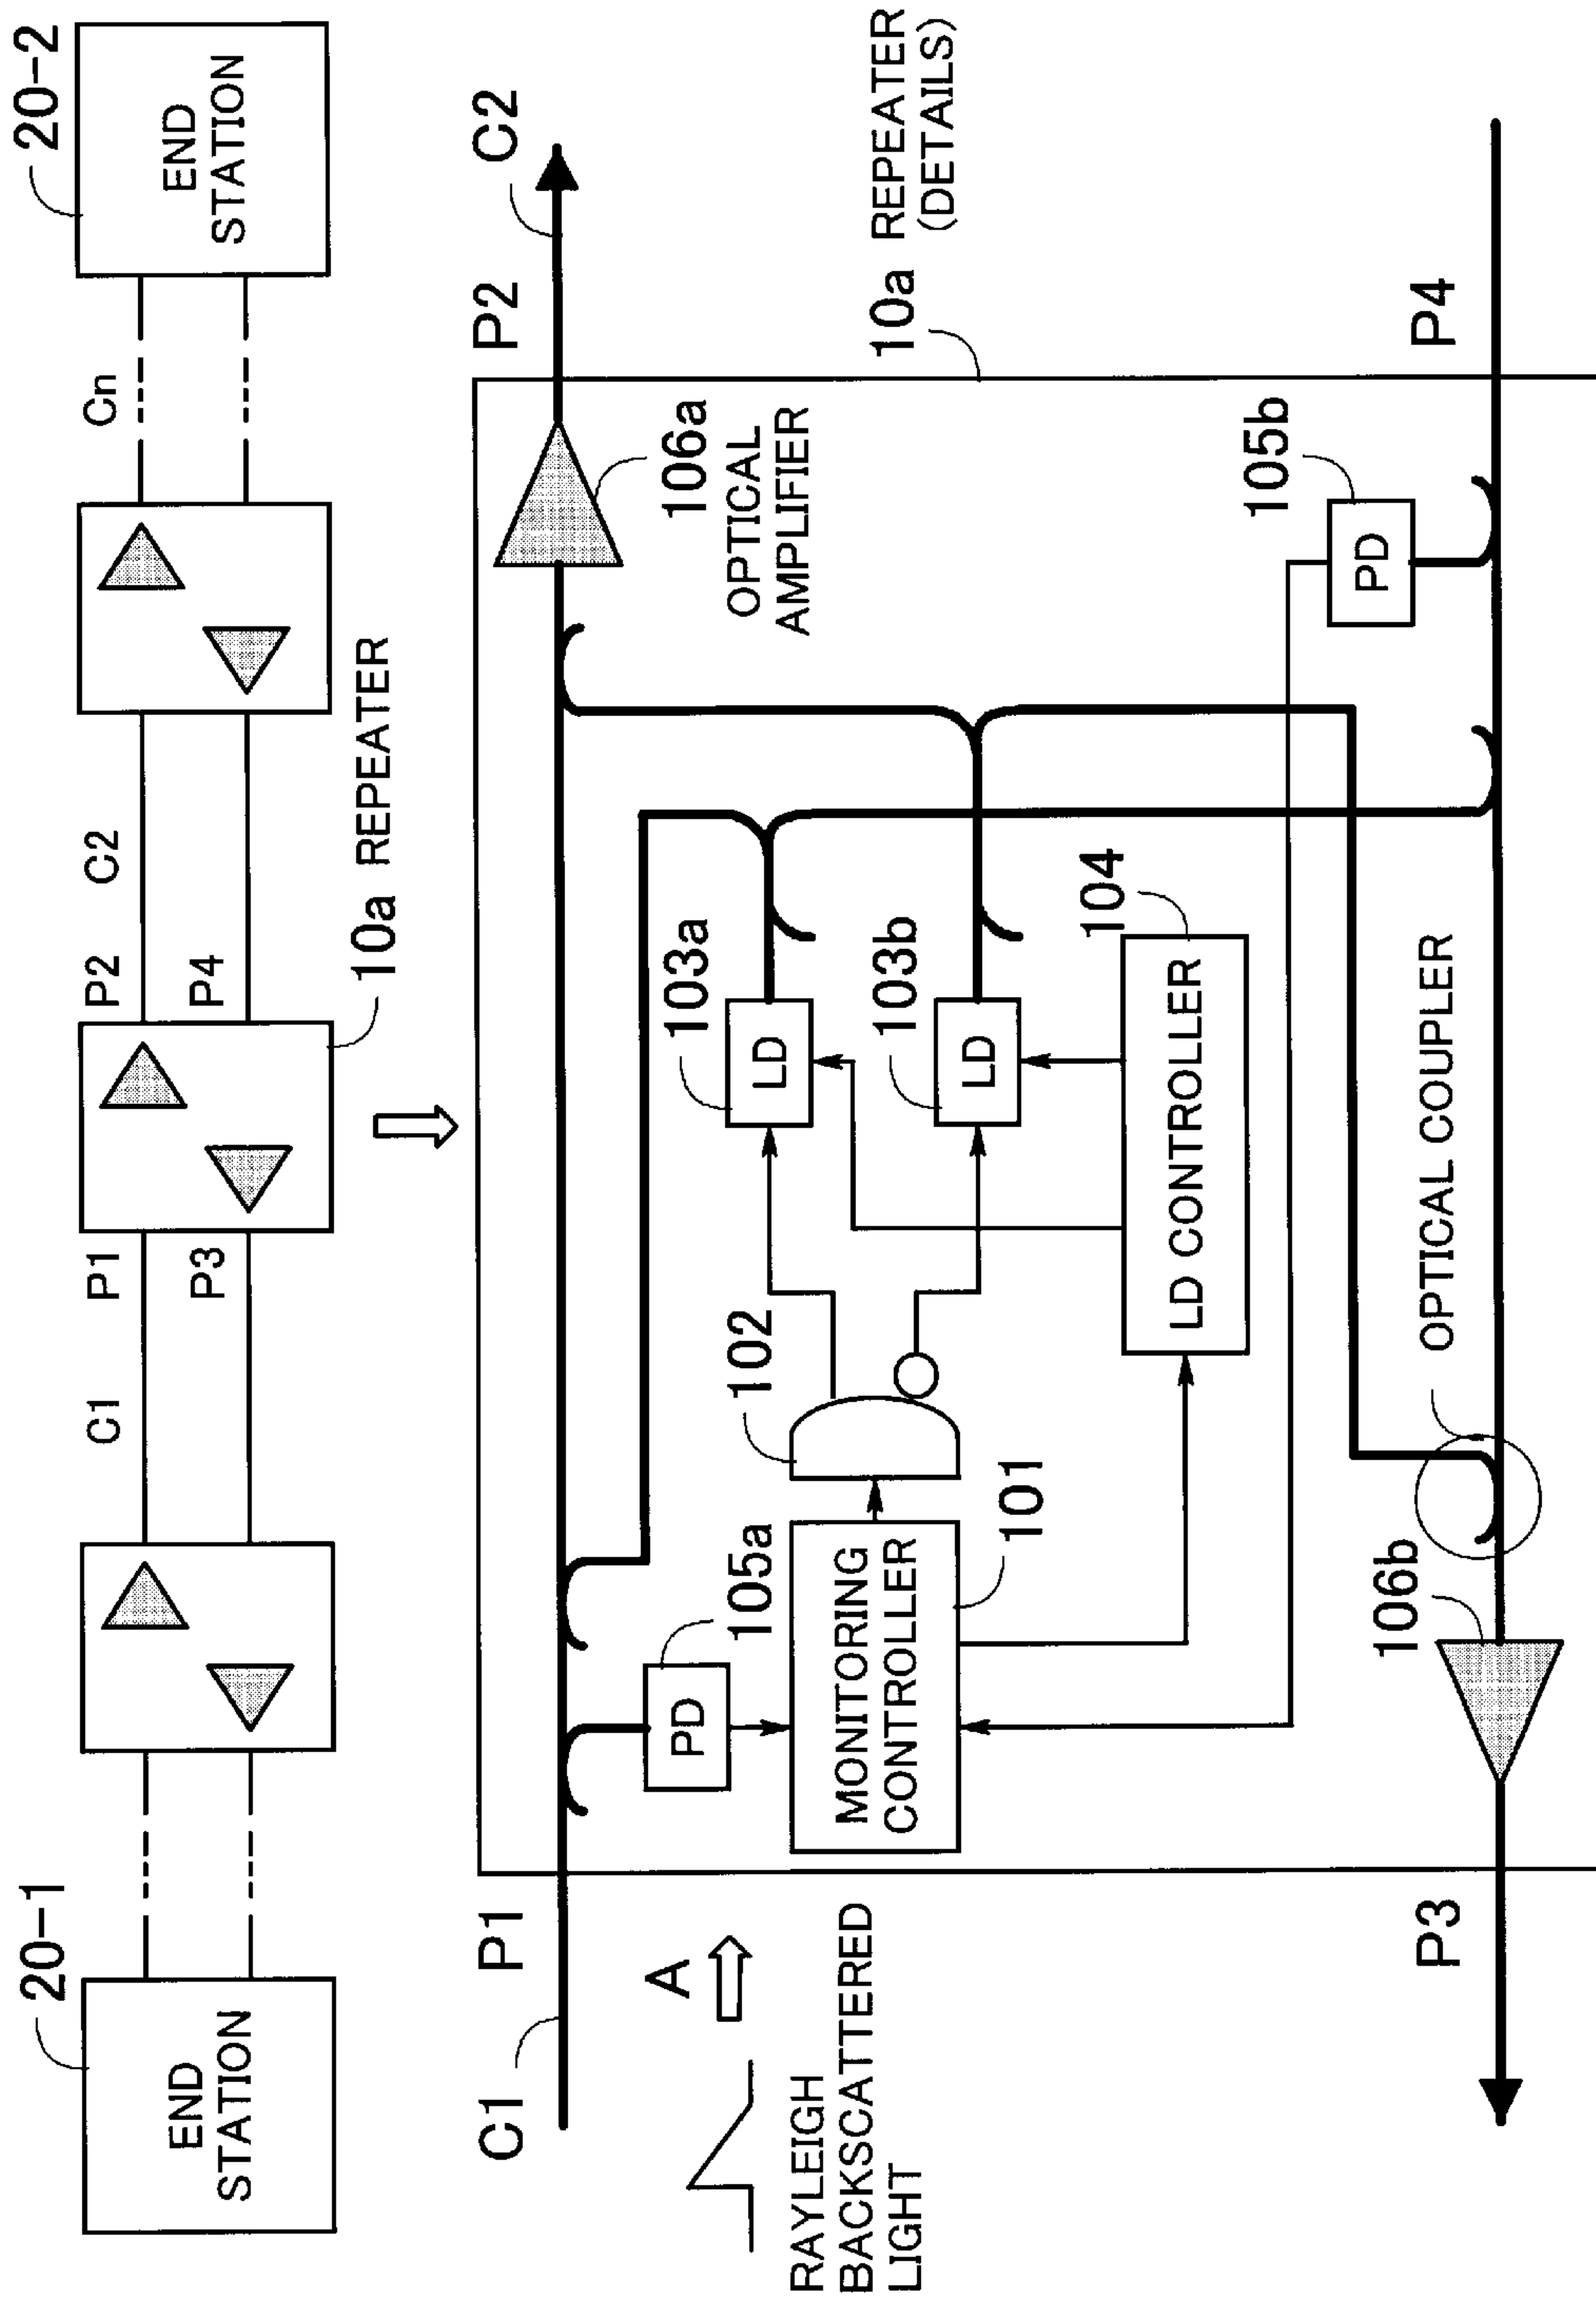 20-1
END
STATION
C1
P1
P3
10a REPEATER
P2
P4
C2
Cn
20-2
END
STATION
C1
P1
A
RAYLEIGH
BACKSCATTERED
LIGHT
P2
C2
10a
REPEATER
(DETAILS)
106a
OPTICAL
AMPLIFIER
PD
105a
MONITORING
CONTROLLER
101
102
LD
103a
LD
103b
LD CONTROLLER
104
PD
105b
OPTICAL COUPLER
106b
P3
P4